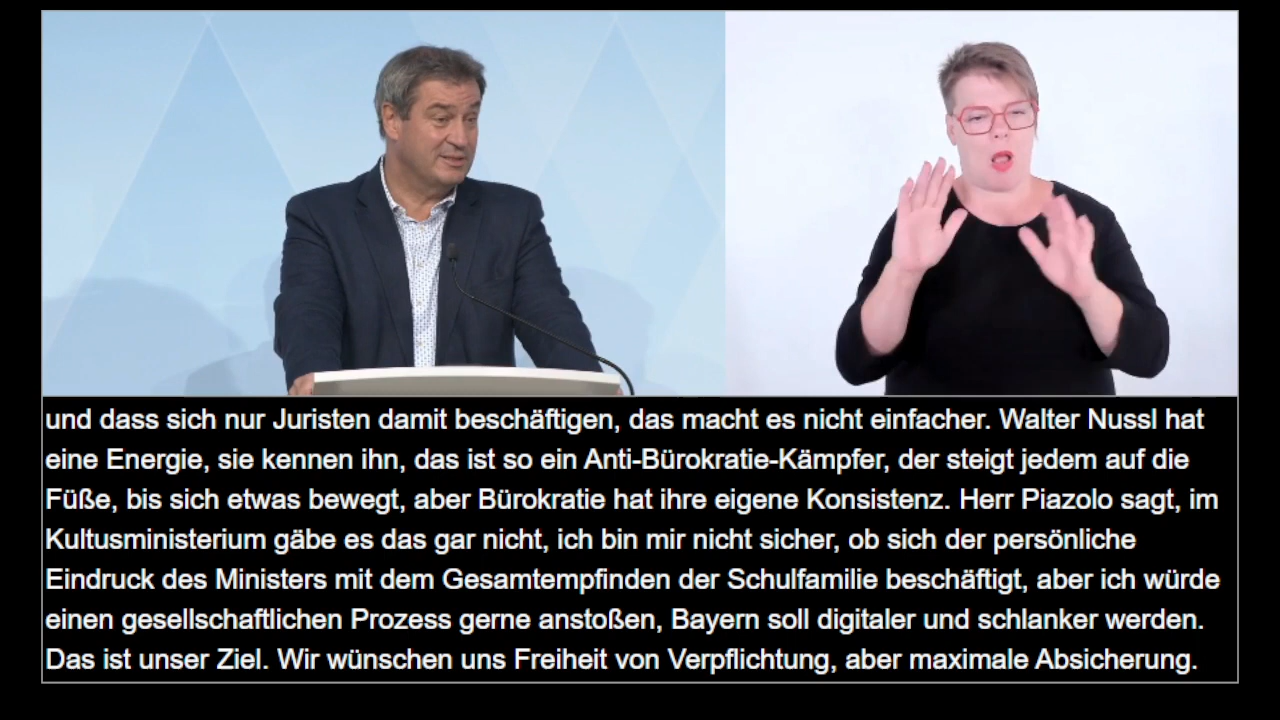 und dass sich nur Juristen damit beschäftigen, das macht es nicht einfacher. Walter Nussl hat
eine Energie, sie kennen ihn, das ist so ein Anti-Bürokratie-Kämpfer, der steigt jedem auf die
Füße, bis sich etwas bewegt, aber Bürokratie hat ihre eigene Konsistenz. Herr Piazolo sagt, im
Kultusministerium gäbe es das gar nicht, ich bin mir nicht sicher, ob sich der persönliche
Eindruck des Ministers mit dem Gesamtempfinden der Schulfamilie beschäftigt, aber ich würde
einen gesellschaftlichen Prozess gerne anstoßen, Bayern soll digitaler und schlanker werden.
Das ist unser Ziel. Wir wünschen uns Freiheit von Verpflichtung, aber maximale Absicherung.